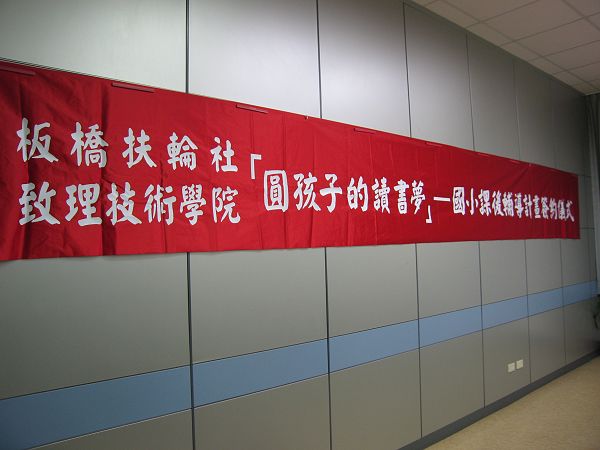 板橋扶輪社
致理技術學院
「圓孩子的讀書夢」—國小課後輔導計畫簽約儀式